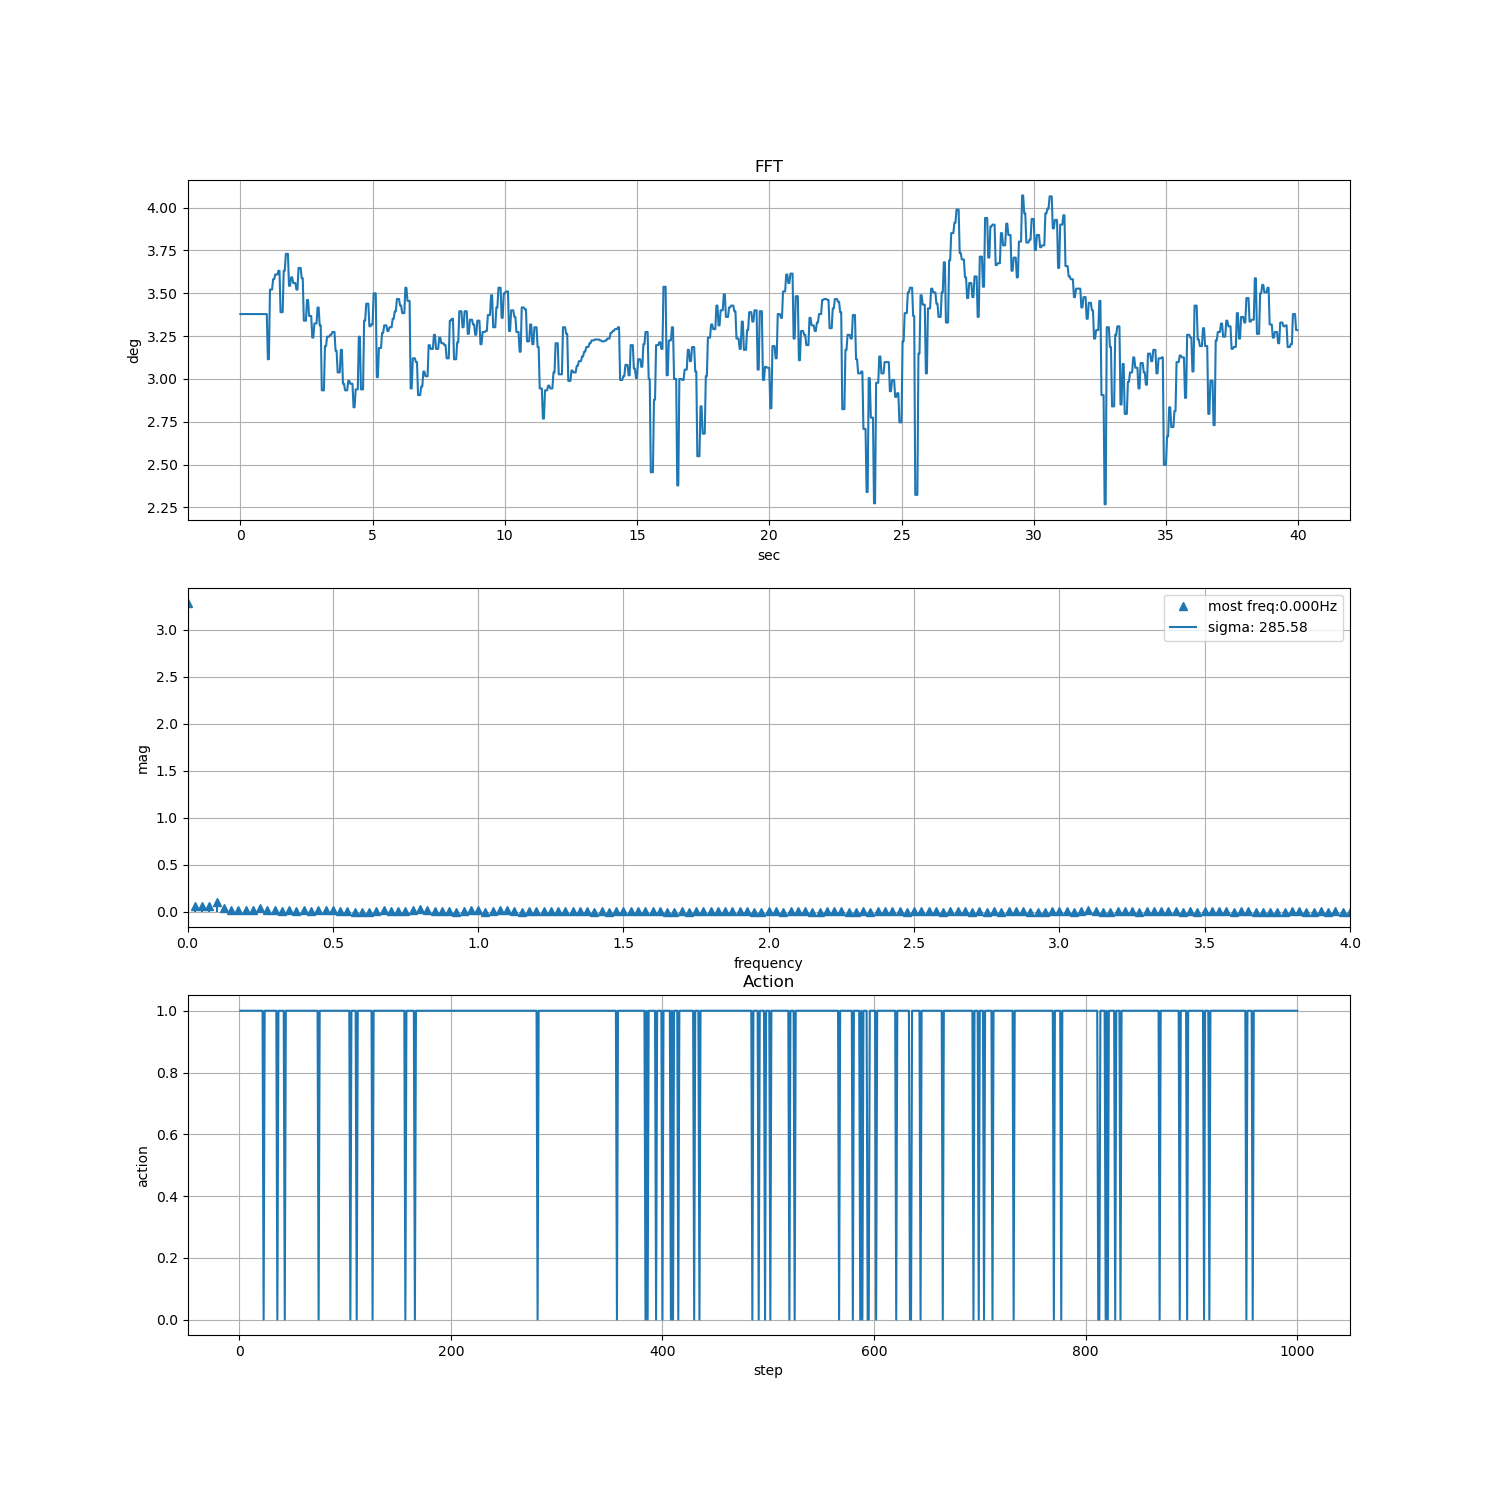 FFT
4.00
3.75
3.50
3.25
3.00
2.75
2.50
2.25
deg
0 5 10 15 20 25 30 35 40
sec
most freq:0.000Hz
sigma: 285.58
3.0
2.5
2.0
1.5
1.0
0.5
0.0
mag
0.0 0.5 1.0 1.5 2.0 2.5 3.0 3.5 4.0
frequency
Action
1.0
0.8
0.6
0.4
0.2
0.0
action
0 200 400 600 800 1000
step